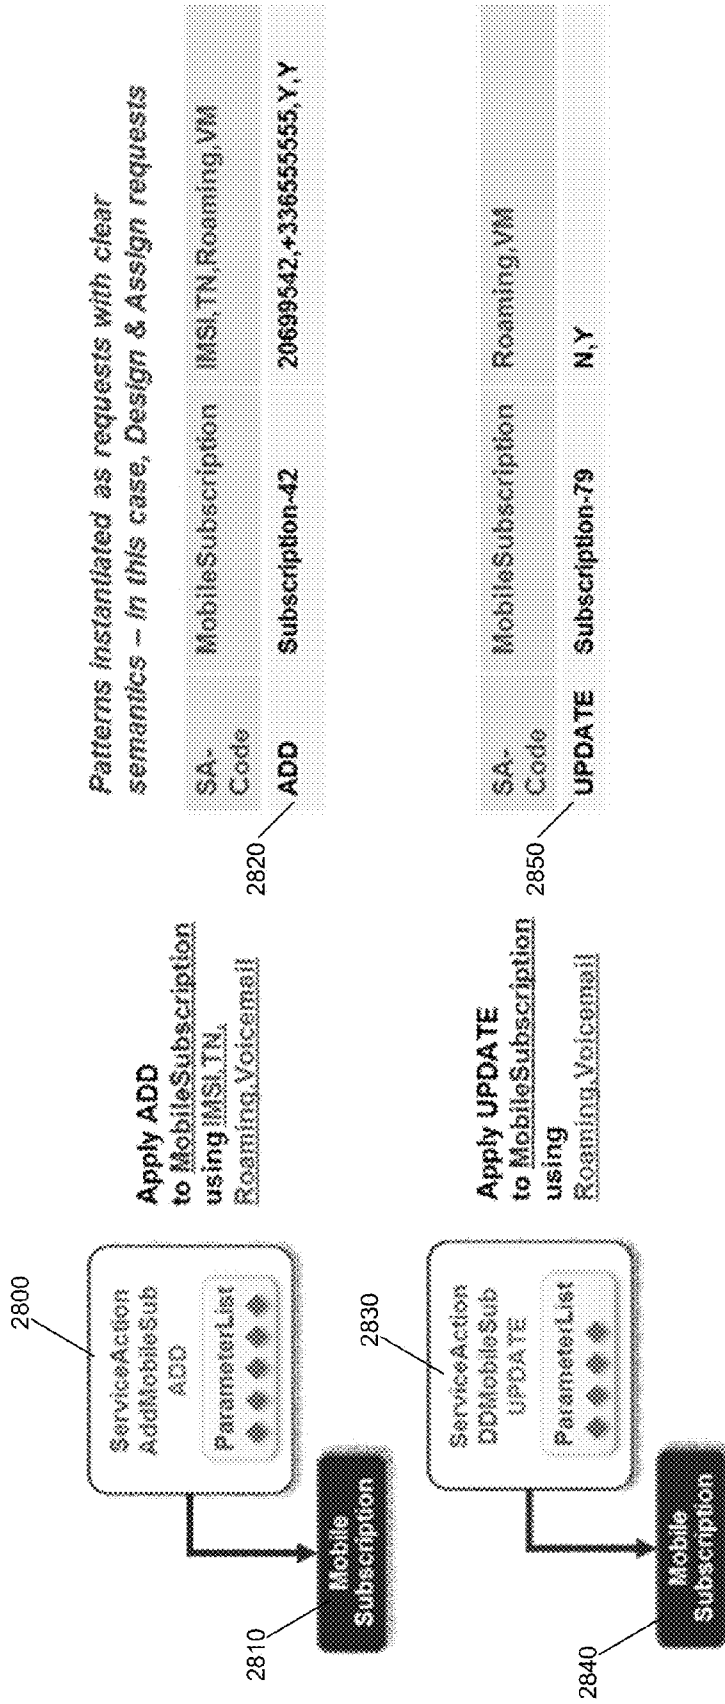 Patterns instantiated as requests with clear
semantics – in this case, Design & Assign requests
2800
ServiceAction
AddMobileSub
ADD
ParameterList
2810
Mobile
Subscription
Apply ADD
to MobileSubscription
using IMSI,TN,
Roaming,Voicemail
2820
SA-
Code
MobileSubscription
IMSI,TN,Roaming,VM
ADD
Subscription-42
20699542,+336555555,Y,Y
2830
ServiceAction
DDMobileSub
UPDATE
ParameterList
2840
Mobile
Subscription
Apply UPDATE
to MobileSubscription
using
Roaming,Voicemail
2850
SA-
Code
MobileSubscription
Roaming,VM
UPDATE
Subscription-79
N,Y